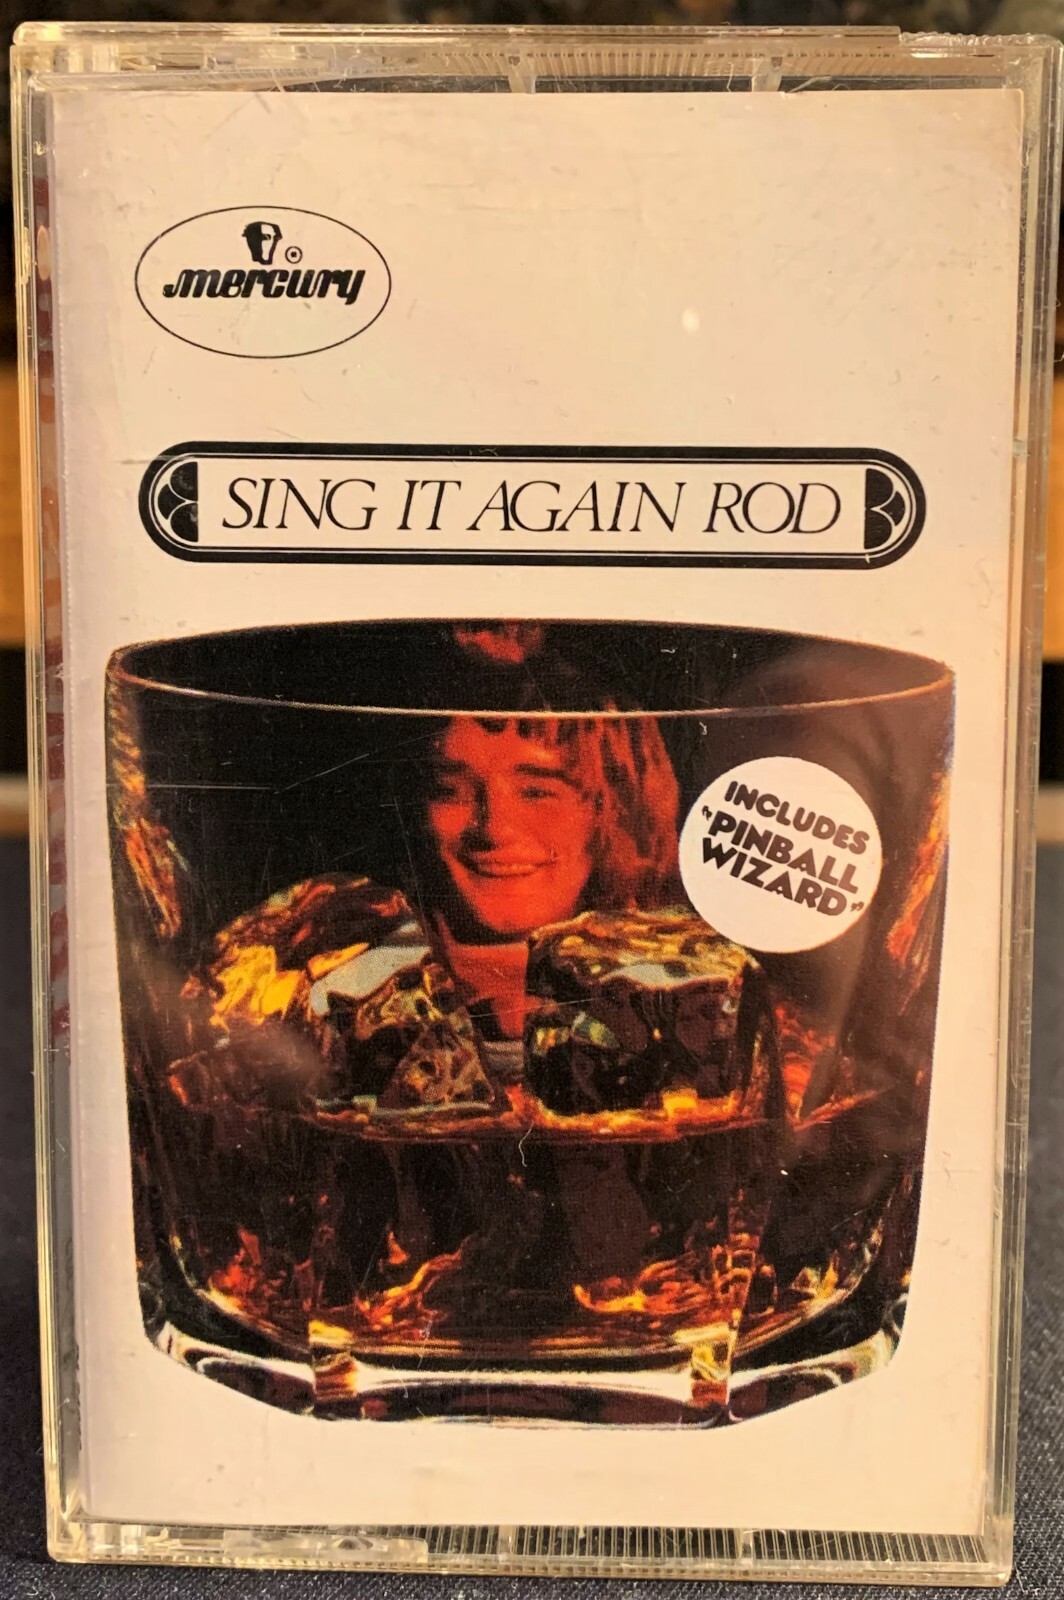 mercury
SING IT AGAIN ROD
INCLUDES
"PINBALL
WIZARD"